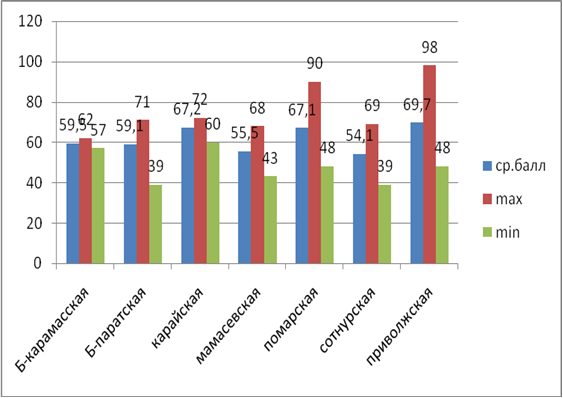 120
100
80
60
40
20
0
59,5 62 57
59,1 71 39
67,2 72 60
55,5 68 43
67,1 90 48
54,1 69 39
69,7 98 48
Б-карамасская
Б-паратская
карайская
мамасевская
помарская
сотнурская
приволжская
ср.балл
max
min